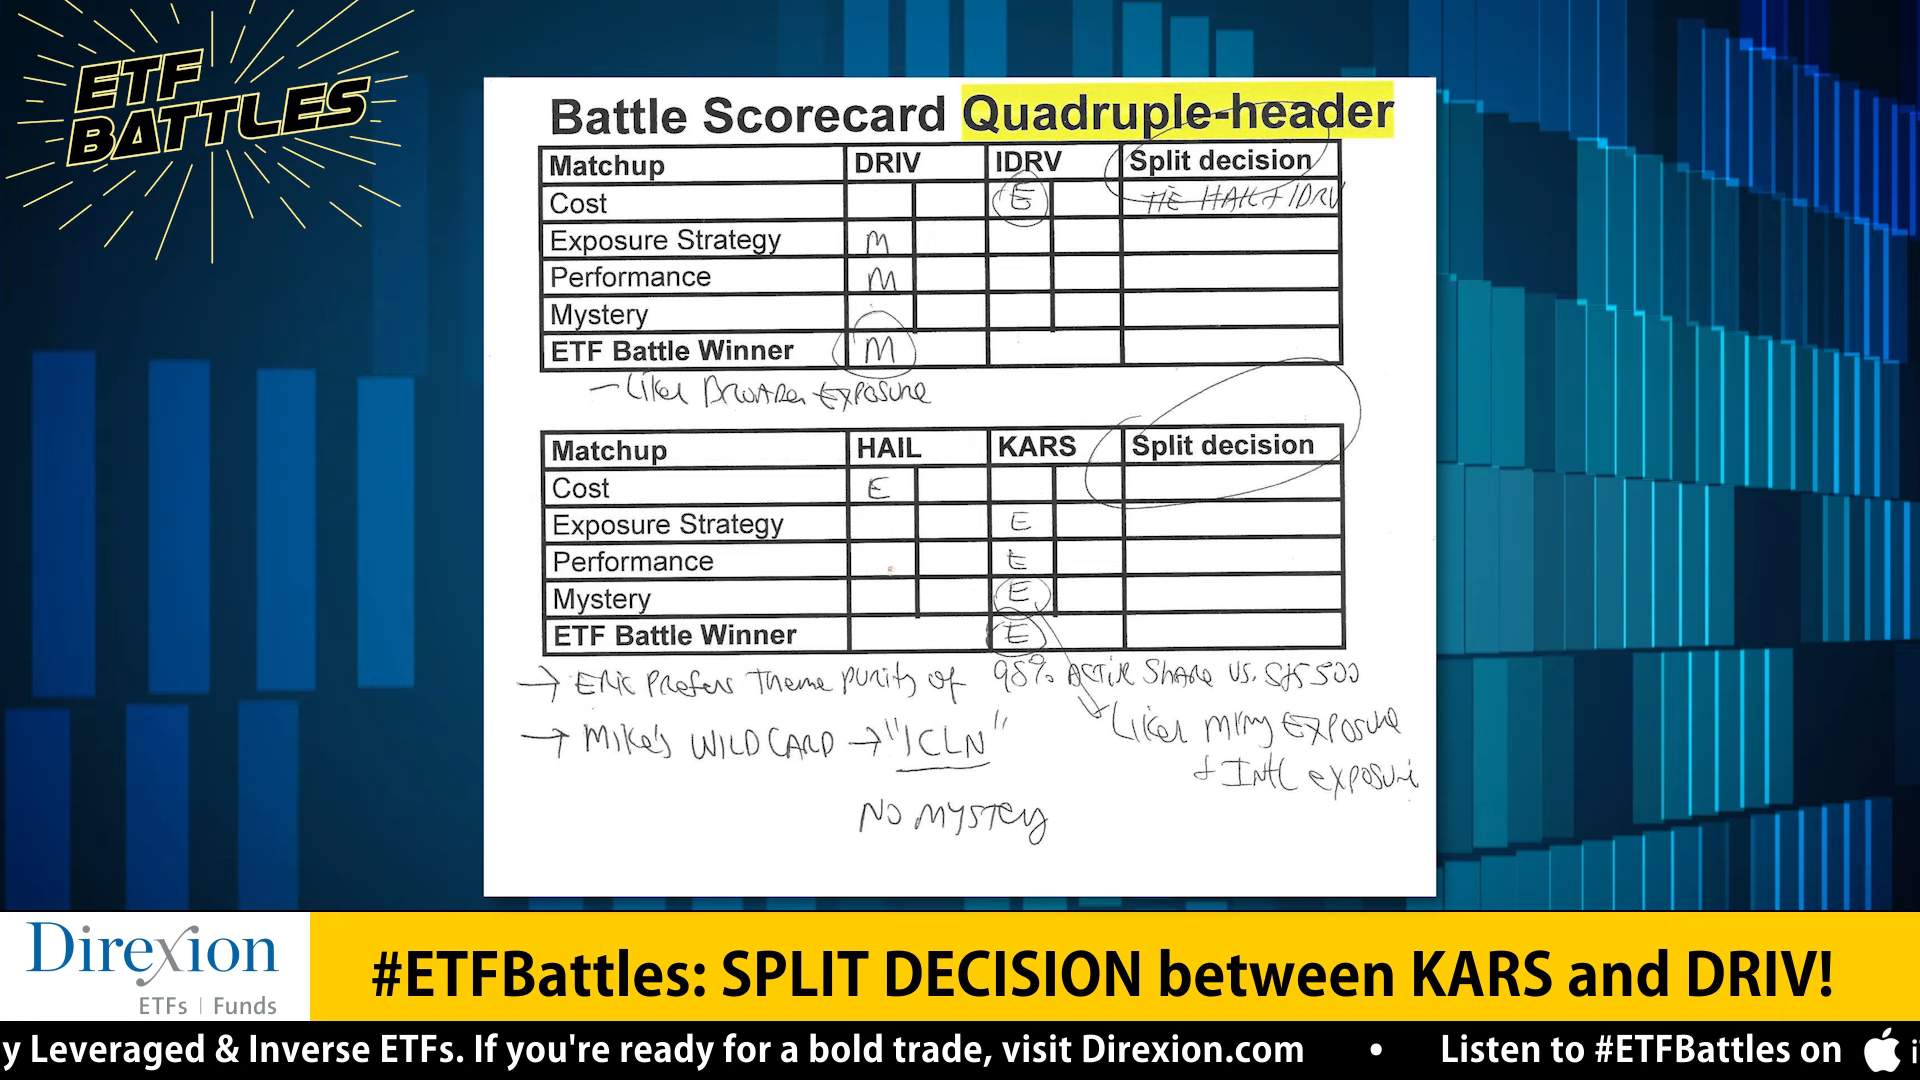 ETF
BATTLES
Battle Scorecard Quadruple-header
Matchup DRIV IDRV Split decision
Cost E TIE HAIL + IDRV
Exposure Strategy M
Performance M
Mystery
ETF Battle Winner M
- Likes Broader Exposure
Matchup HAIL KARS Split decision
Cost E
Exposure Strategy E
Performance E
Mystery E
ETF Battle Winner E
→ Eric Prefers Theme purity of 98% Active Share vs. S&P 500
→ Mike's WILDCARD → "ICLN"
Likes Exposure
+ Intl exposure
No Mystery
Direxion
ETFs | Funds
#ETFBattles: SPLIT DECISION between KARS and DRIV!
y Leveraged & Inverse ETFs. If you're ready for a bold trade, visit Direxion.com • Listen to #ETFBattles on i